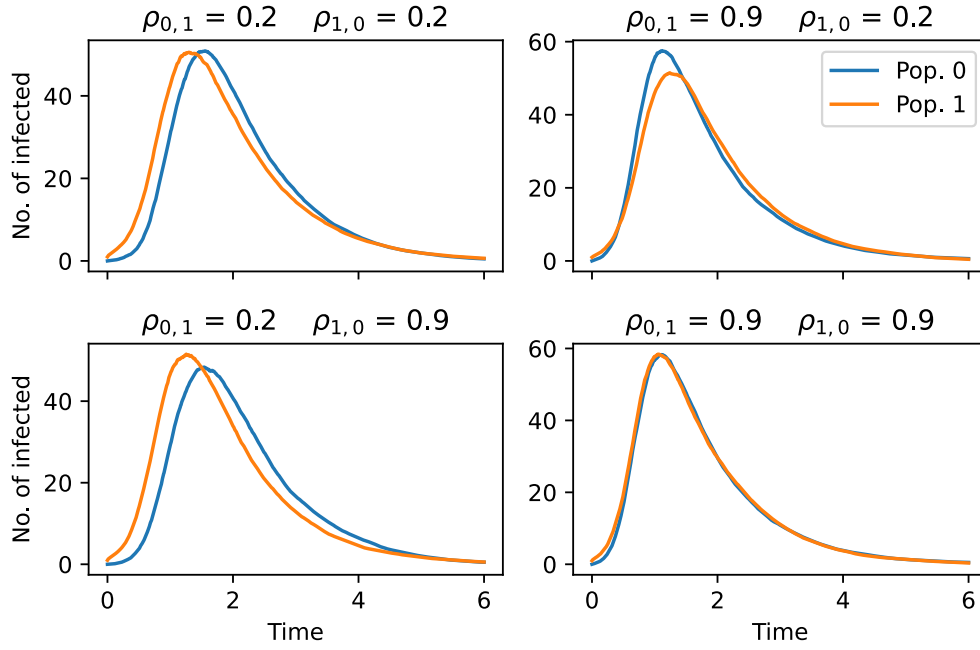 ρ0, 1 = 0.2 ρ1, 0 = 0.2
ρ0, 1 = 0.9 ρ1, 0 = 0.2
No. of infected
40
20
0
60
40
20
0
Pop. 0
Pop. 1
ρ0, 1 = 0.2 ρ1, 0 = 0.9
ρ0, 1 = 0.9 ρ1, 0 = 0.9
No. of infected
40
20
0
60
40
20
0
0 2 4 6
0 2 4 6
Time
Time